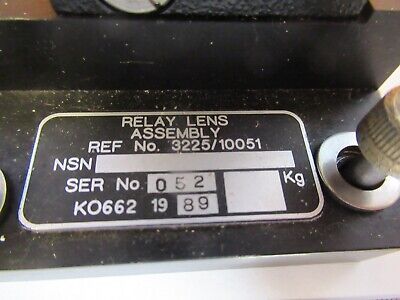 RELAY LENS
ASSEMBLY
REF No. 3225/10051
NSN
SER No. 052 Kg
KO662 19 89